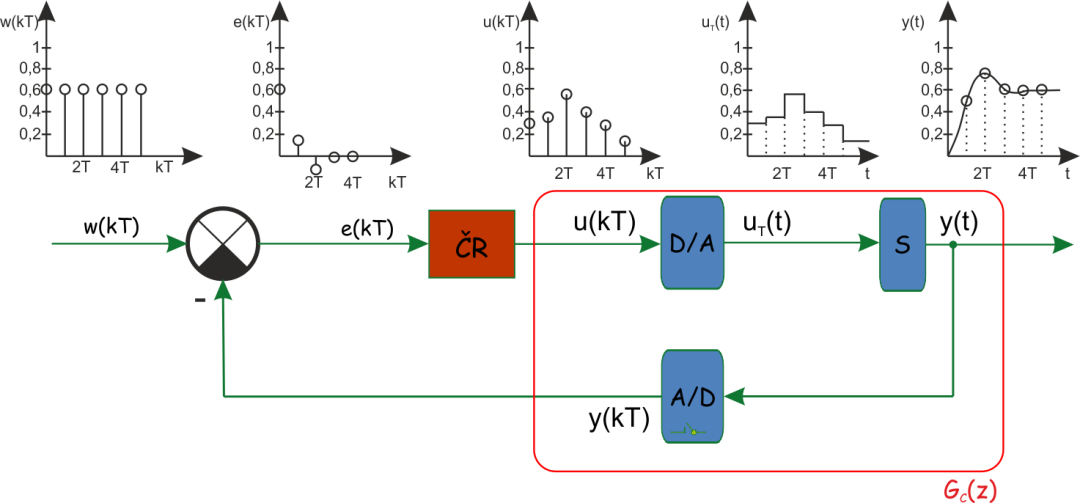 w(kT)
1
0,8
0,6
0,4
0,2
2T
4T
kT
e(kT)
1
0,8
0,6
0,4
0,2
2T
4T
kT
u(kT)
1
0,8
0,6
0,4
0,2
2T
4T
kT
uT(t)
1
0,8
0,6
0,4
0,2
2T
4T
t
y(t)
1
0,8
0,6
0,4
0,2
2T
4T
t
w(kT)
e(kT)
ČR
u(kT)
D/A
uT(t)
S
y(t)
-
A/D
y(kT)
GC(z)